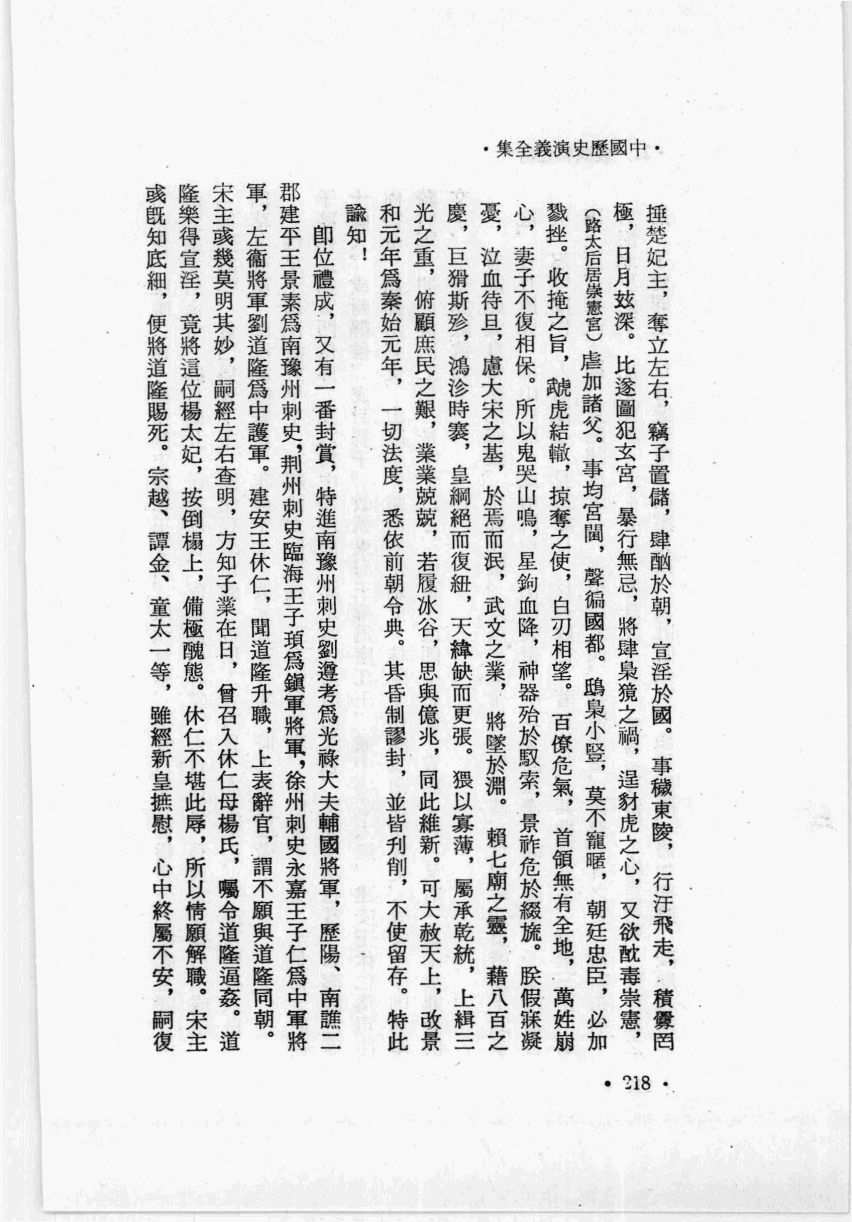 ·中國歷史演義全集·
捶楚妃主，奪立左右，竊子置儲，肆酗於朝，宣淫於國。事穢東陵，行汙飛走，積釁罔
極，日月玆深。比遂圖犯玄宮，暴行無忌，將肆梟獍之禍，逞豺虎之心，又欲酖毒崇憲，
（路太后居崇憲宮）虐加諸父。事均宮閫，聲徧國都。鴟梟小豎，莫不寵暱，朝廷忠臣，必加
戮挫。收掩之旨，虓虎結轍，掠奪之使，白刃相望。百僚危氣，首領無有全地，萬姓崩
心，妻子不復相保。所以鬼哭山鳴，星鉤血降，神器殆於馭索，景祚危於綴旒。朕假寐凝
憂，泣血待旦，慮大宋之基，於焉而泯，武文之業，將墜於淵。賴七廟之靈，藉八百之
慶，巨猾斯殄，鴻沴時褰，皇綱絕而復紐，天緯缺而更張。猥以寡薄，屬承乾統，上緝三
光之重，俯顧庶民之艱，業業兢兢，若履冰谷，思與億兆，同此維新。可大赦天上，改景
和元年爲秦始元年，一切法度，悉依前朝令典。其昏制謬封，並皆刋削，不使留存。特此
諭知！
卽位禮成，又有一番封賞，特進南豫州刺史劉遵考爲光祿大夫輔國將軍，歷陽、南譙二
郡建平王景素爲南豫州刺史，荆州刺史臨海王子頊爲鎭軍將軍，徐州刺史永嘉王子仁爲中軍將
軍，左衞將軍劉道隆爲中護軍。建安王休仁，聞道隆升職，上表辭官，謂不願與道隆同朝。
宋主彧幾莫明其妙，嗣經左右查明，方知子業在日，曾召入休仁母楊氏，囑令道隆逼姦。道
隆樂得宣淫，竟將這位楊太妃，按倒榻上，備極醜態。休仁不堪此辱，所以情願解職。宋主
彧旣知底細，便將道隆賜死。宗越、譚金、童太一等，雖經新皇撫慰，心中終屬不安，嗣復
·218·